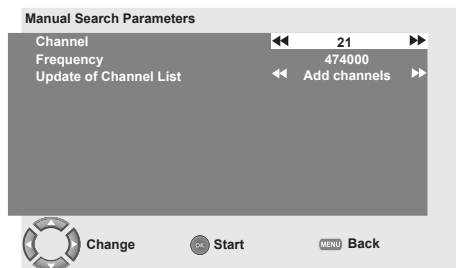 Manual Search Parameters
Channel 21
Frequency 474000
Update of Channel List Add channels
Change OK Start MENU Back